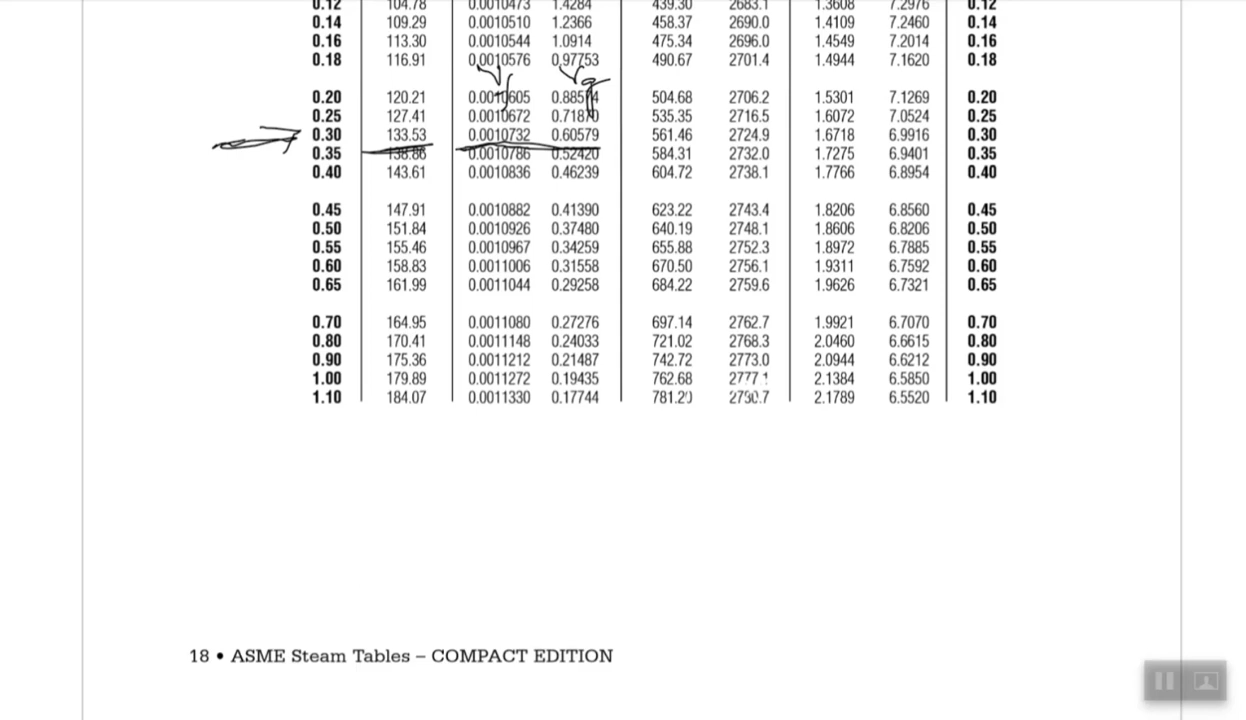 0.12 104.78 0.0010473 1.4284 439.30 2683.1 1.3608 7.2976 0.12
0.14 109.29 0.0010510 1.2366 458.37 2690.0 1.4109 7.2460 0.14
0.16 113.30 0.0010544 1.0914 475.34 2696.0 1.4549 7.2014 0.16
0.18 116.91 0.0010576 0.97753 490.67 2701.4 1.4944 7.1620 0.18
0.20 120.21 0.0010605 504.68 2706.2 1.5301 7.1269 0.20
0.25 127.41 0.0010672 0.71870 535.35 2716.5 1.6072 7.0524 0.25
0.30 133.53 0.0010732 0.60579 561.46 2724.9 1.6718 6.9916 0.30
0.35 138.86 0.0010786 0.52420 584.31 2732.0 1.7275 6.9401 0.35
0.40 143.61 0.0010836 0.46239 604.72 2738.1 1.7766 6.8954 0.40
0.45 147.91 0.0010882 0.41390 623.22 2743.4 1.8206 6.8560 0.45
0.50 151.84 0.0010926 0.37480 640.19 2748.1 1.8606 6.8206 0.50
0.55 155.46 0.0010967 0.34259 655.88 2752.3 1.8972 6.7885 0.55
0.60 158.83 0.0011006 0.31558 670.50 2756.1 1.9311 6.7592 0.60
0.65 161.99 0.0011044 0.29258 684.22 2759.6 1.9626 6.7321 0.65
0.70 164.95 0.0011080 0.27276 697.14 2762.7 1.9921 6.7070 0.70
0.80 170.41 0.0011148 0.24033 721.02 2768.3 2.0460 6.6615 0.80
0.90 175.36 0.0011212 0.21487 742.72 2773.0 2.0944 6.6212 0.90
1.00 179.89 0.0011272 0.19435 762.68 2777.1 2.1384 6.5850 1.00
1.10 184.07 0.0011330 0.17744 2.1789 6.5520 1.10
18 • ASME Steam Tables – COMPACT EDITION